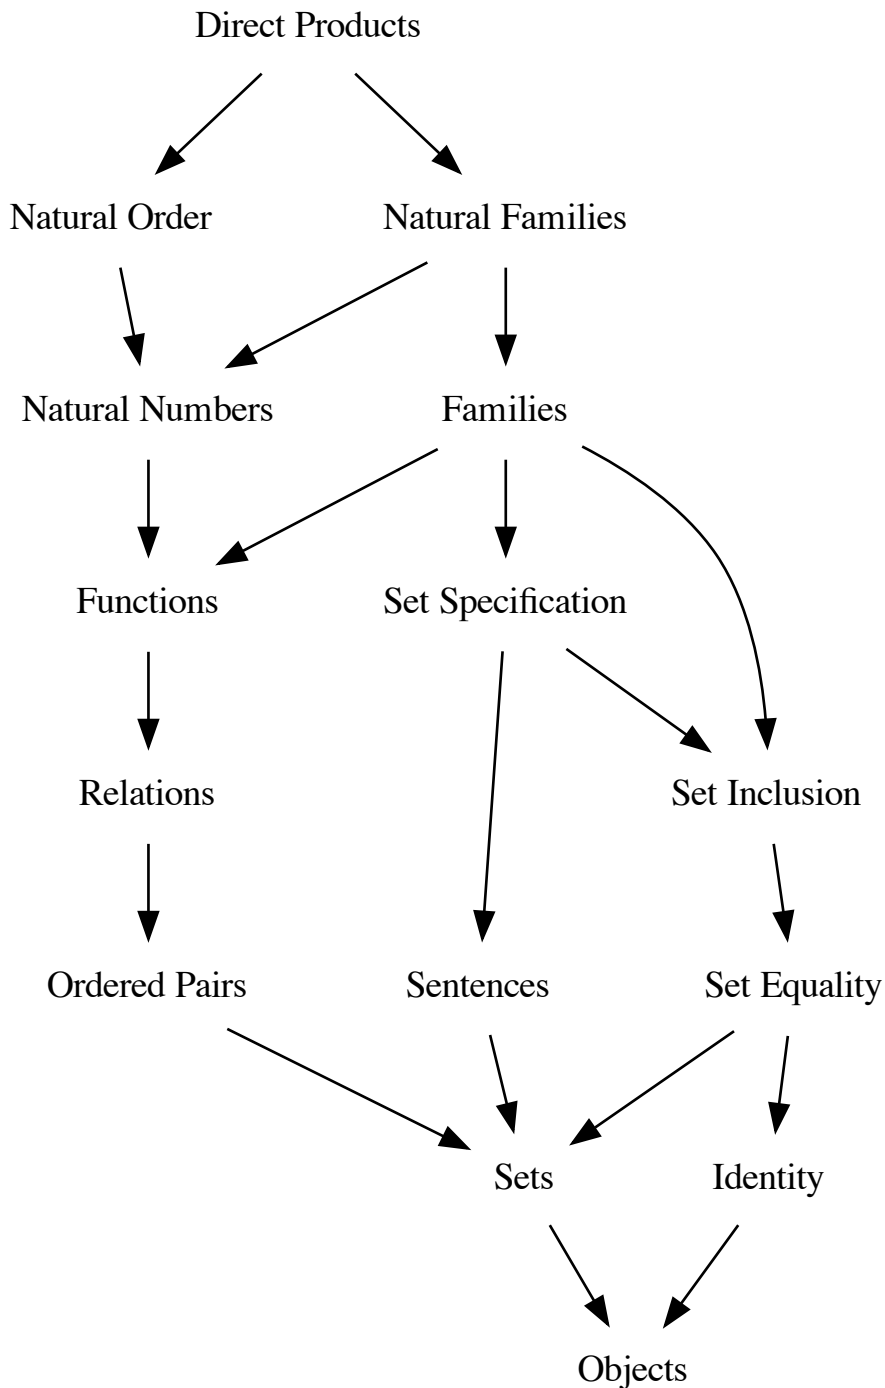 Direct Products
Natural Order
Natural Families
Natural Numbers
Families
Functions
Set Specification
Relations
Set Inclusion
Ordered Pairs
Sentences
Set Equality
Sets
Identity
Objects